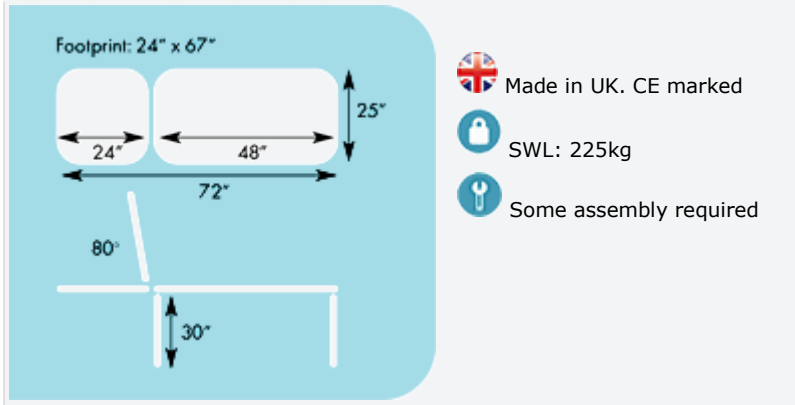 Footprint: 24" x 67"
25"
24"
48"
72"
80°
30"
Made in UK. CE marked
SWL: 225kg
Some assembly required